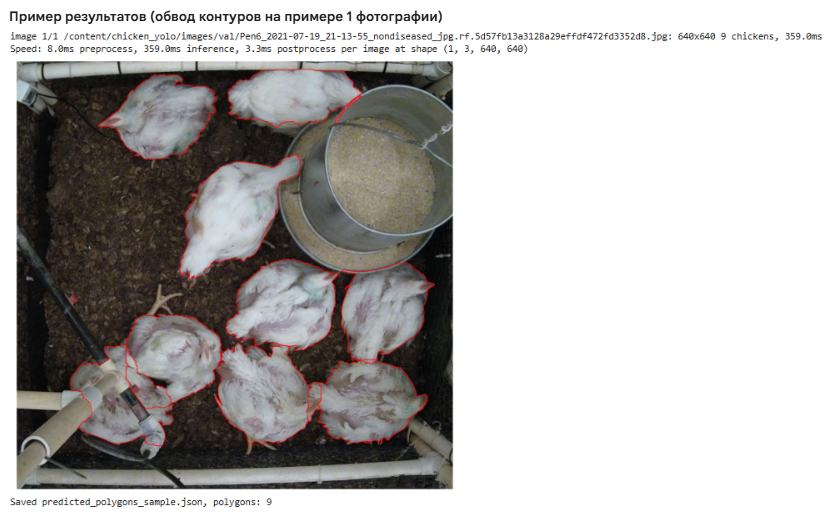 Пример результатов (обвод контуров на примере 1 фотографии)
image 1/1 /content/chicken_yolo/images/val/Pen6_2021-07-19_21-13-55_nondiseased_jpg.rf.5d57fb13a3128a29effdf472fd3352d8.jpg: 640x640 9 chickens, 359.0ms
Speed: 8.0ms preprocess, 359.0ms inference, 3.3ms postprocess per image at shape (1, 3, 640, 640)
Saved predicted_polygons_sample.json, polygons: 9